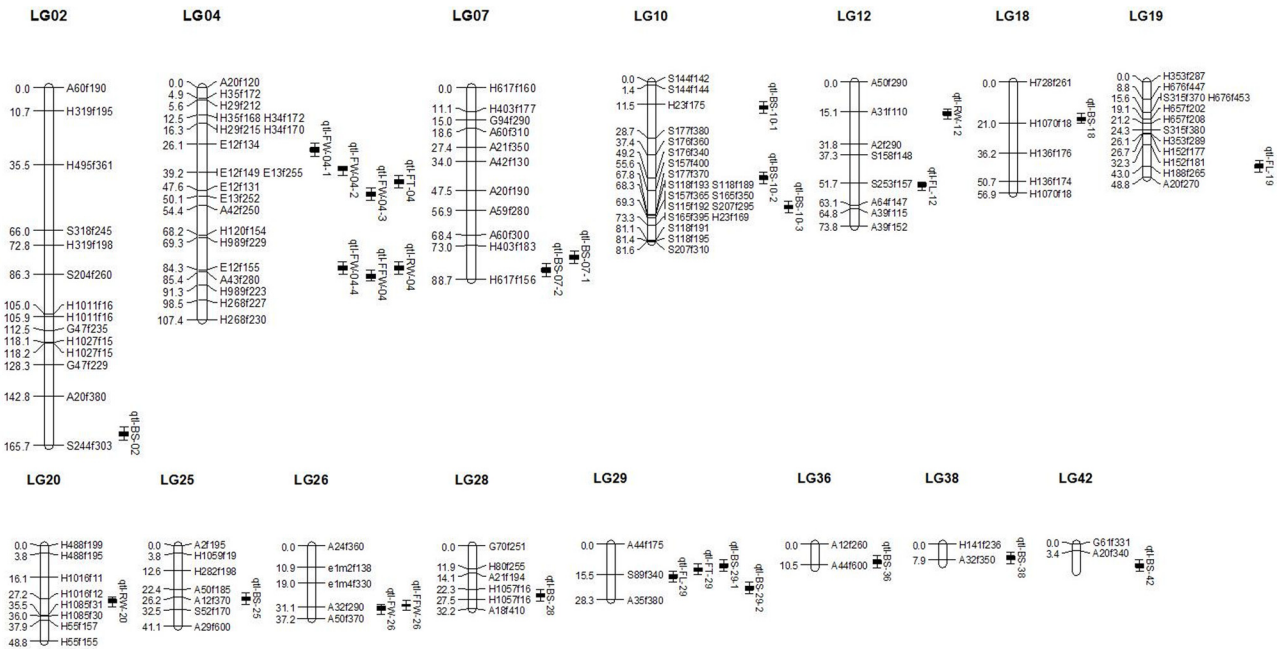 LG02
0.0 A60f190
10.7 H319f195
35.5 H495f361
66.0 S318f245
72.8 H319f198
86.3 S204f260
105.0 H1011f16
105.9 H1011f16
112.5 G47f235
118.1 H1027f15
118.2 H1027f15
128.3 G47f229
142.8 A20f380
165.7 S244f303
qtl-BS-02
LG04
0.0 A20f120
4.9 H35f172
5.6 H29f212
12.5 H35f168 H34f172
16.3 H29f215 H34f170
26.1 E12f134
39.2 E12f149 E13f255
47.6 E12f131
50.1 E13f252
54.4 A42f250
68.2 H120f154
69.3 H989f229
84.3 E12f155
85.4 A43f280
91.3 H989f223
98.5 H268f227
107.4 H268f230
qtl-FW-04-1
qtl-FW-04-2
qtl-FW-04-3
qtl-FT-04
qtl-FW-04-4
qtl-FFW-04
qtl-RW-04
LG07
0.0 H617f160
11.1 H403f177
15.0 G94f290
18.6 A60f310
27.4 A21f350
34.0 A42f130
47.5 A20f190
56.9 A59f280
68.4 A60f300
73.0 H403f183
88.7 H617f156
qtl-BS-07-2
qtl-BS-07-1
LG10
0.0 S144f142
1.4 S144f144
11.5 H23f175
28.7 S177f380
37.4 S176f360
49.2 S176f340
55.6 S157f400
67.8 S177f370
68.3 S118f193 S118f189
S157f365 S165f350
69.3 S115f192 S207f295
73.3 S165f395 H23f169
81.1 S118f191
81.4 S118f195
81.6 S207f310
qtl-BS-10-1
qtl-BS-10-2
qtl-BS-10-3
LG12
0.0 A50f290
15.1 A31f110
31.8 A2f290
37.3 S158f148
51.7 S253f157
63.1 A64f147
64.8 A39f115
73.8 A39f152
qtl-RW-12
qtl-FL-12
LG18
0.0 H728f261
21.0 H1070f18
36.2 H136f176
50.7 H136f174
56.9 H1070f18
qtl-BS-18
LG19
0.0 H353f287
8.8 H676f447
15.6 S315f370 H676f453
19.1 H657f202
21.2 H657f208
24.3 S315f380
26.1 H353f289
26.7 H152f177
32.3 H152f181
43.0 H188f265
48.8 A20f270
qtl-FL-19
LG20
0.0 H488f199
3.8 H488f195
16.1 H1016f11
27.2 H1016f12
35.5 H1085f31
36.0 H1085f30
37.9 H55f157
48.8 H55f155
qtl-RW-20
LG25
0.0 A2f195
3.8 H1059f19
12.6 H282f198
22.4 A50f185
26.2 A12f370
32.5 S52f170
41.1 A29f600
qtl-BS-25
LG26
0.0 A24f360
10.9 e1m2f138
19.0 e1m4f330
31.1 A32f290
37.2 A50f370
qtl-FW-26
qtl-FFW-26
LG28
0.0 G70f251
11.9 H80f255
14.1 A21f194
22.3 H1057f16
27.5 H1057f16
32.2 A18f410
qtl-BS-28
LG29
0.0 A44f175
15.5 S89f340
28.3 A35f380
qtl-FL-29
qtl-FT-29
qtl-BS-29-1
qtl-BS-29-2
LG36
0.0 A12f260
10.5 A44f600
qtl-BS-36
LG38
0.0 H141f236
7.9 A32f350
qtl-BS-38
LG42
0.0 G61f331
3.4 A20f340
qtl-BS-42